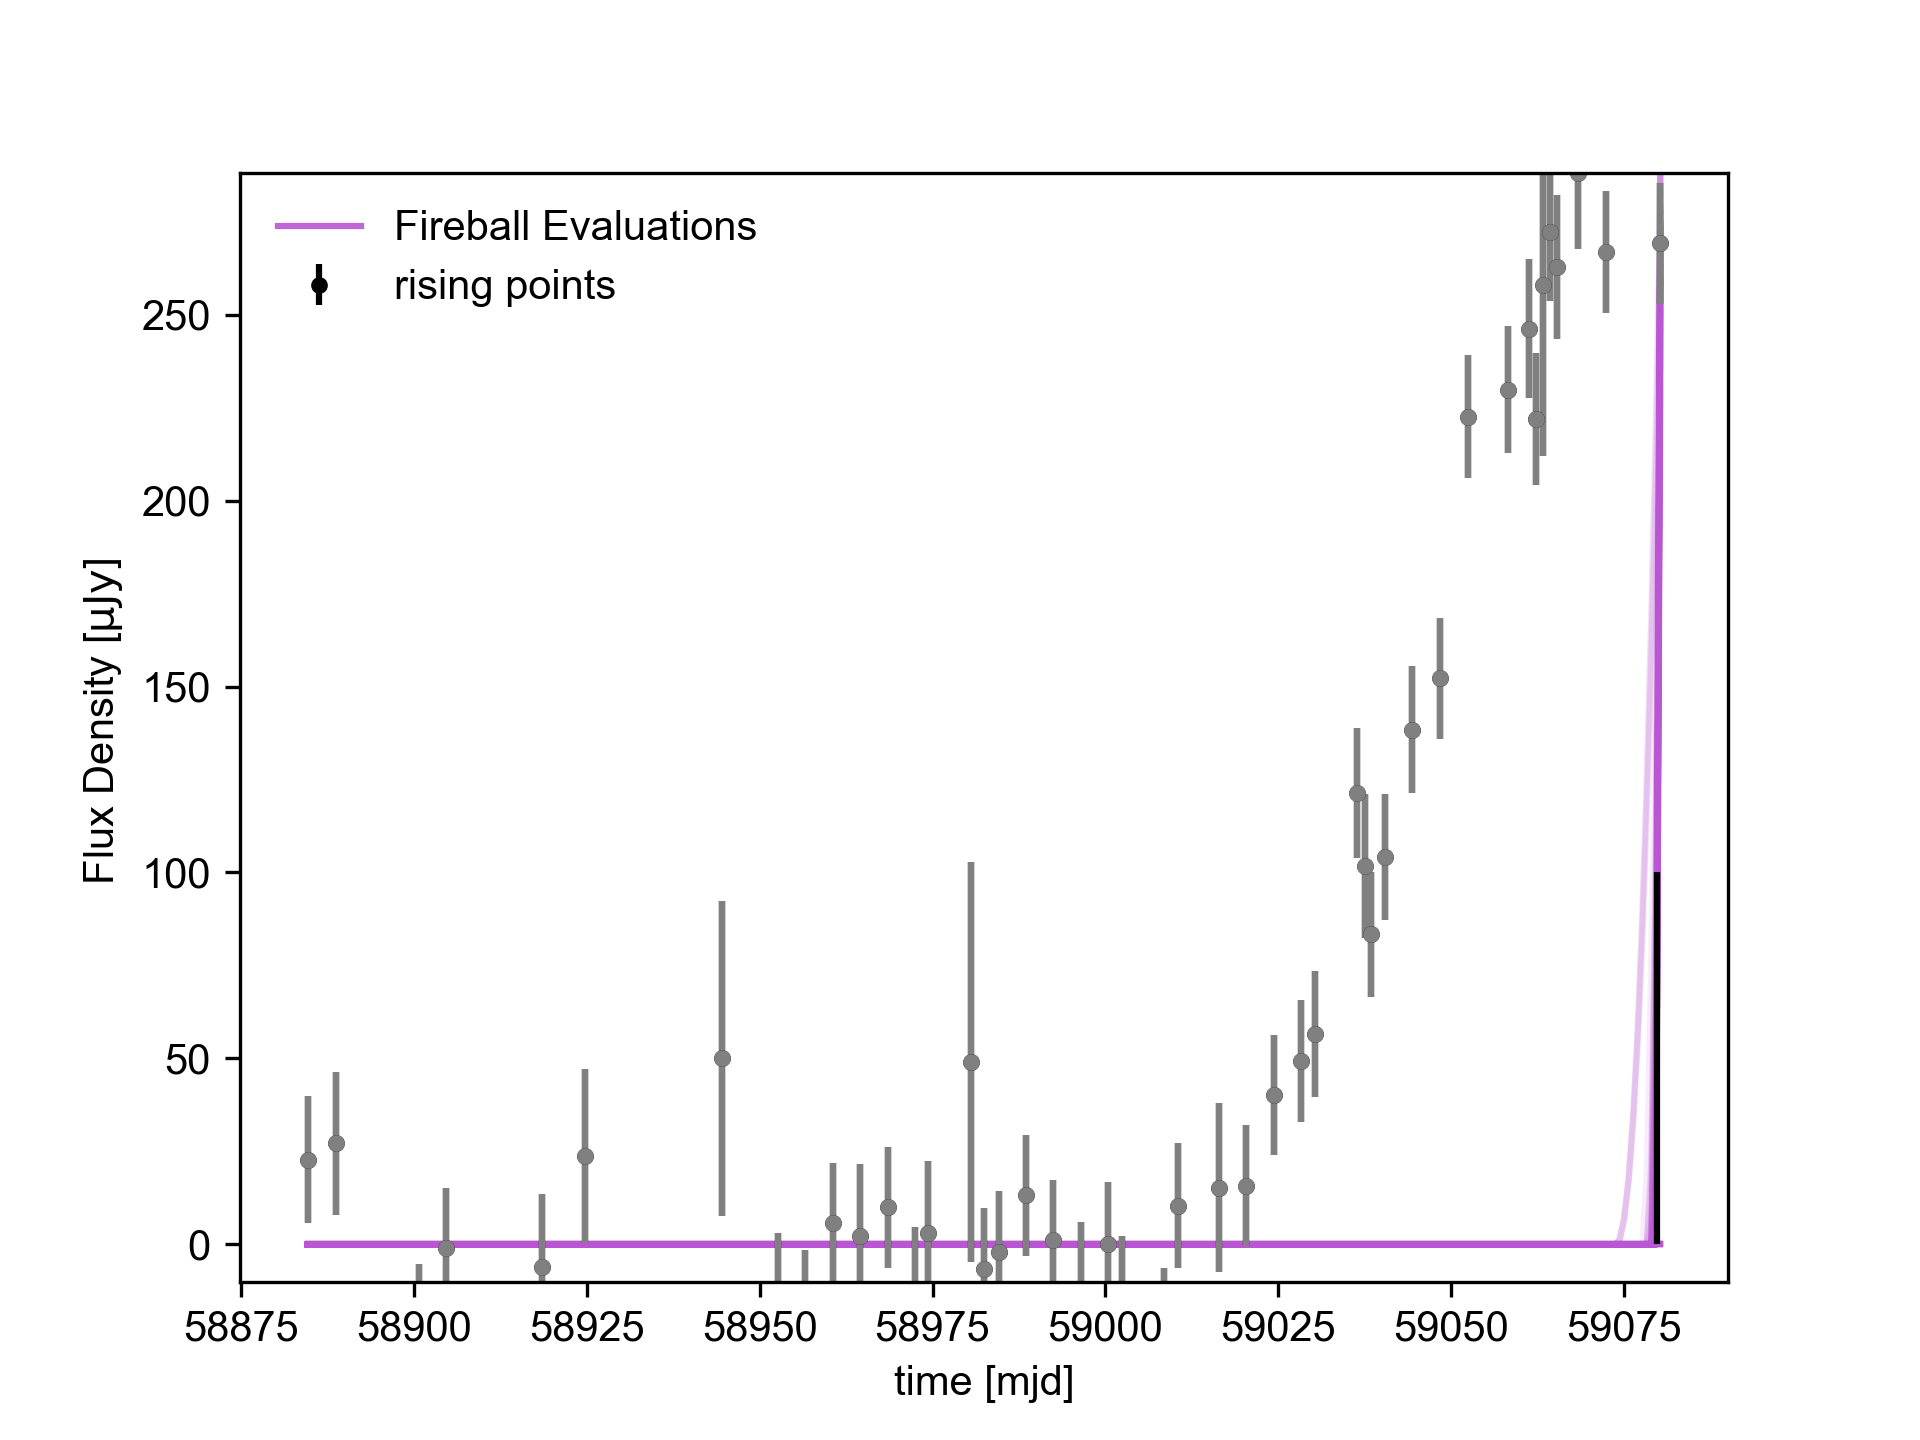 Fireball Evaluations
rising points
250
200
150
100
50
0
Flux Density [µJy]
58875 58900 58925 58950 58975 59000 59025 59050 59075
time [mjd]